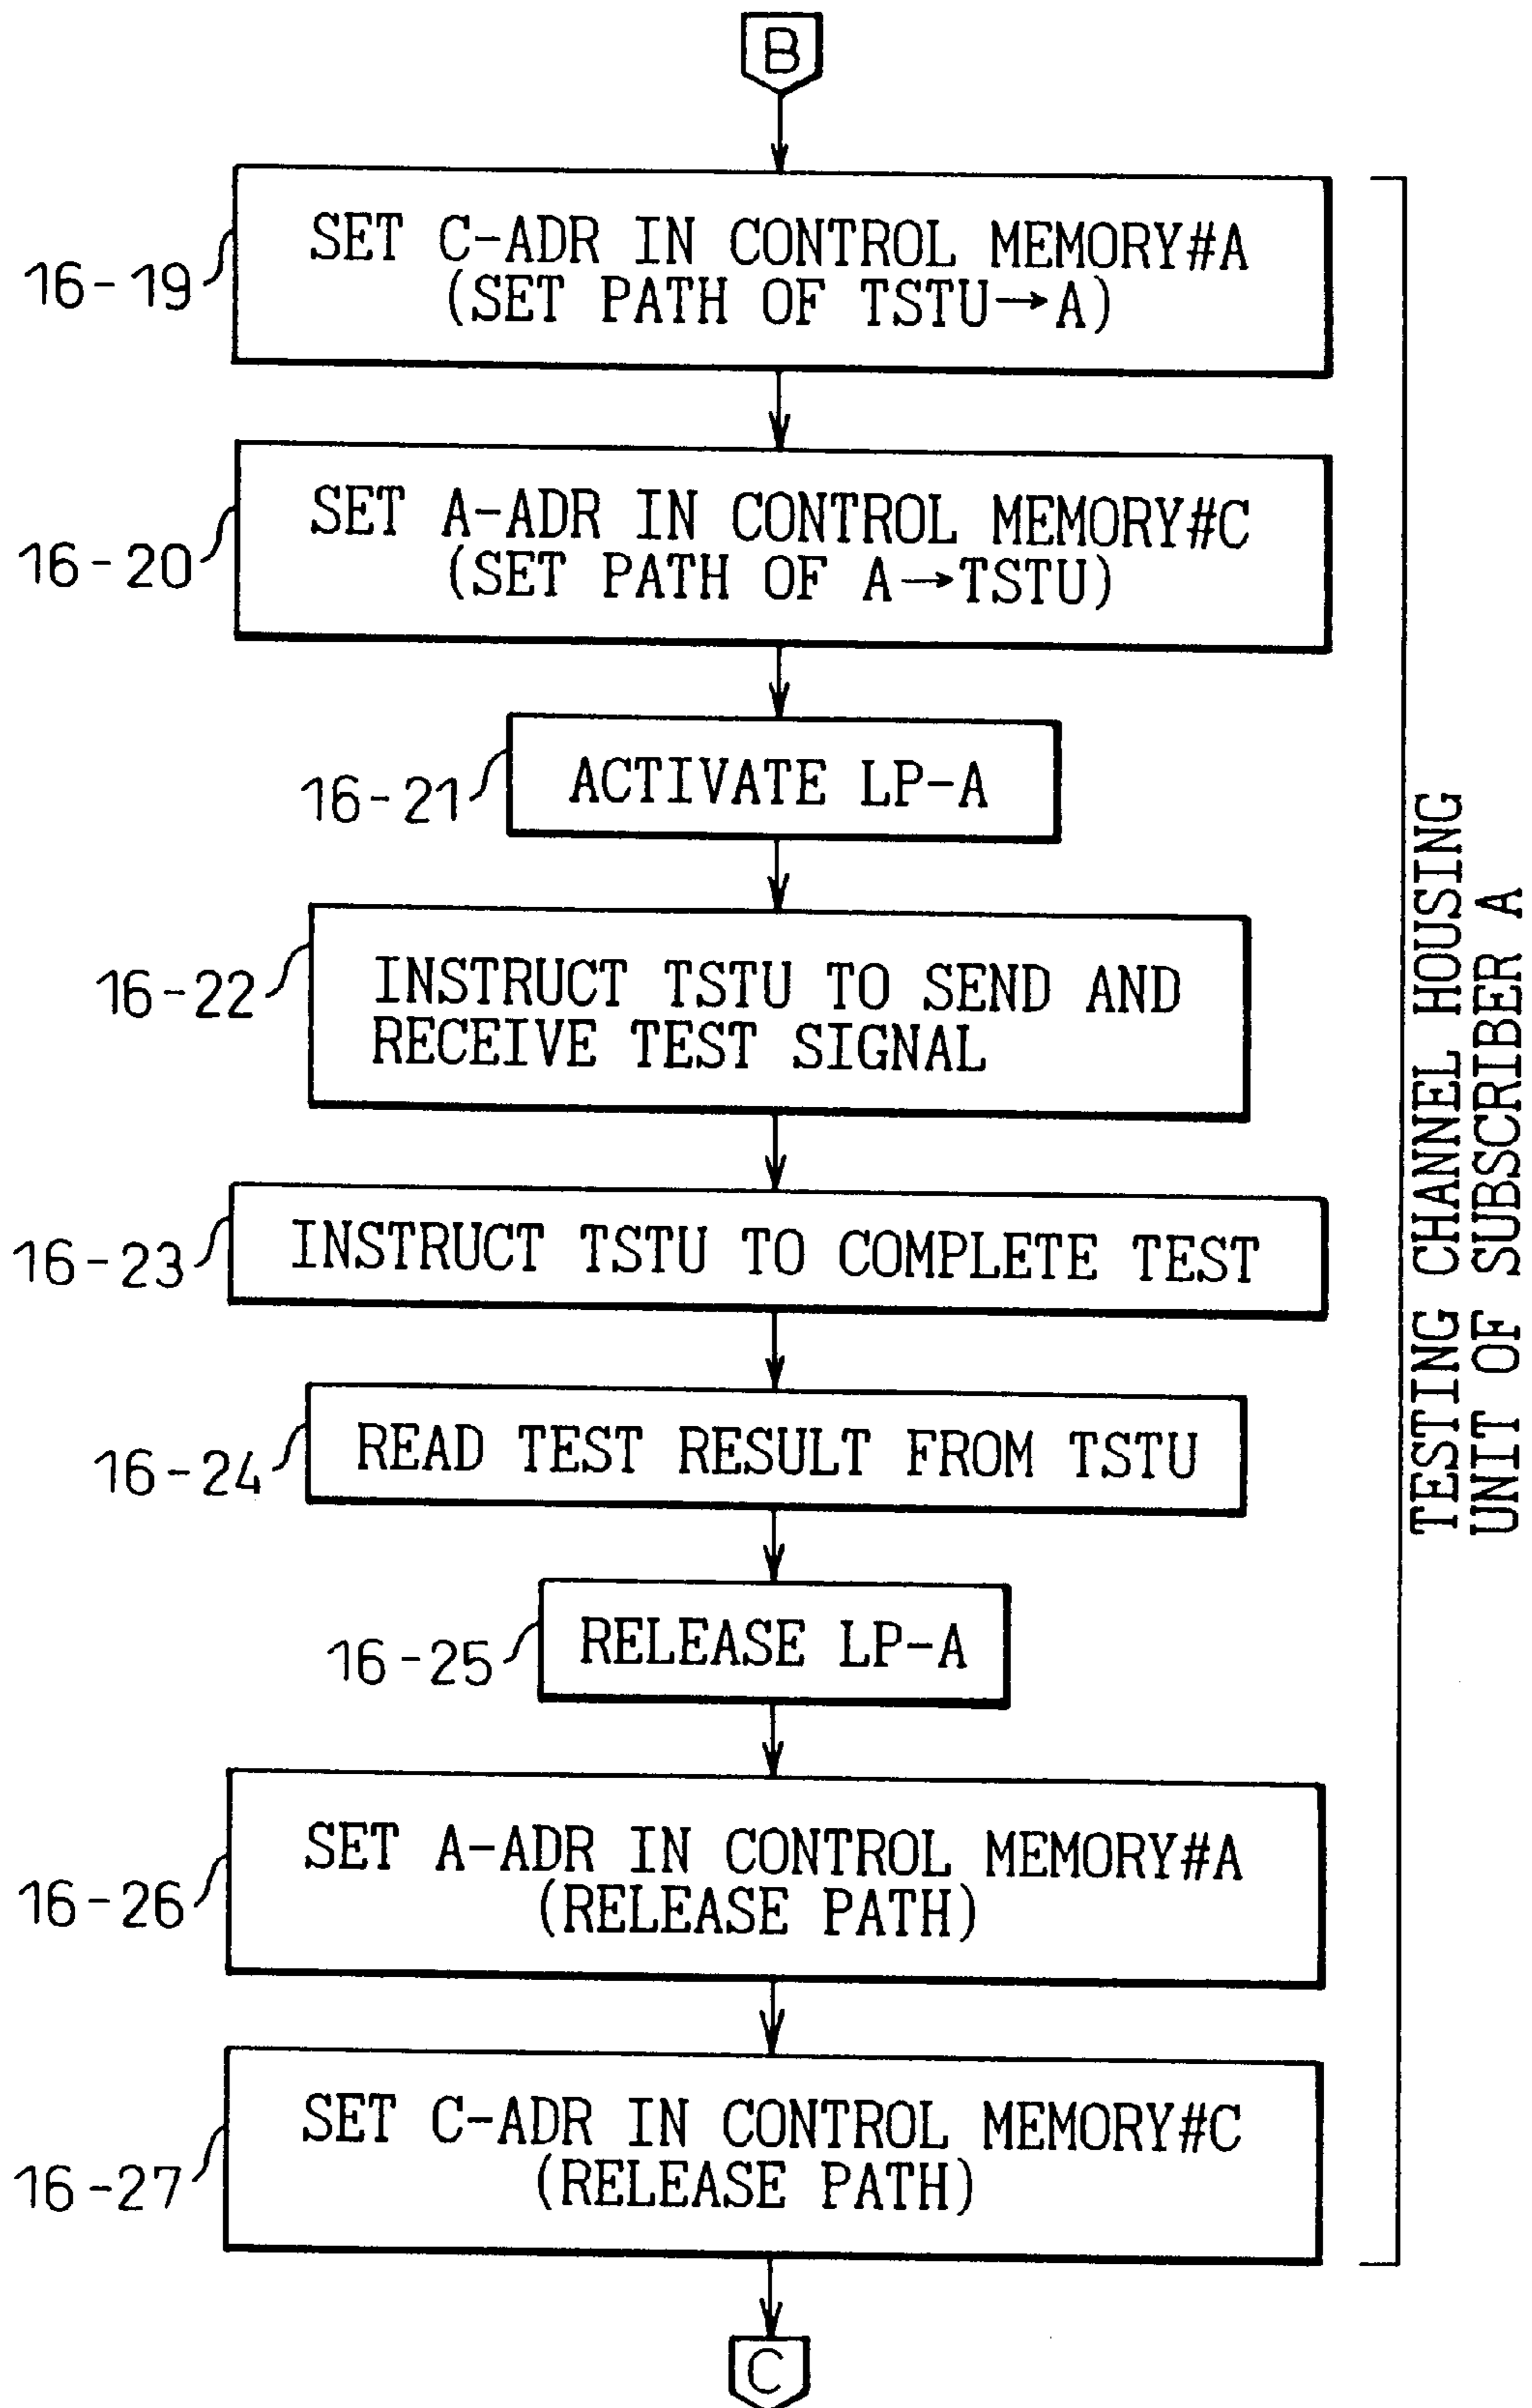 B
16-19
SET C-ADR IN CONTROL MEMORY#A
(SET PATH OF TSTU→A)
16-20
SET A-ADR IN CONTROL MEMORY#C
(SET PATH OF A→TSTU)
16-21
ACTIVATE LP-A
16-22
INSTRUCT TSTU TO SEND AND
RECEIVE TEST SIGNAL
16-23
INSTRUCT TSTU TO COMPLETE TEST
16-24
READ TEST RESULT FROM TSTU
16-25
RELEASE LP-A
16-26
SET A-ADR IN CONTROL MEMORY#A
(RELEASE PATH)
16-27
SET C-ADR IN CONTROL MEMORY#C
(RELEASE PATH)
C
TESTING CHANNEL HOUSING
UNIT OF SUBSCRIBER A